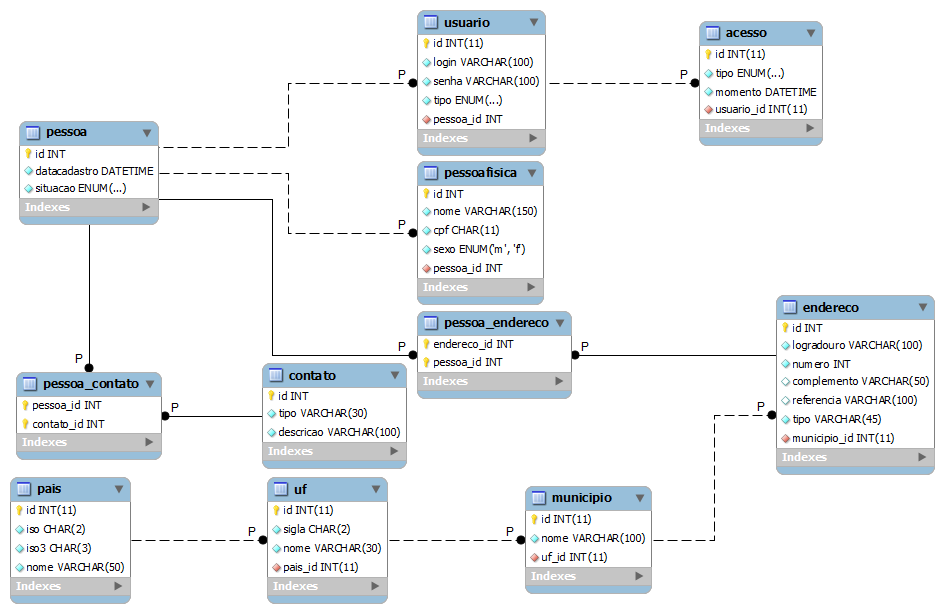 usuario
id INT(11)
login VARCHAR(100)
senha VARCHAR(100)
tipo ENUM(...)
pessoa_id INT
Indexes
acesso
id INT(11)
tipo ENUM(...)
momento DATETIME
usuario_id INT(11)
Indexes
P
P
pessoa
id INT
datacadastro DATETIME
situacao ENUM(...)
Indexes
pessoafisica
id INT
nome VARCHAR(150)
cpf CHAR(11)
sexo ENUM('m', 'f')
pessoa_id INT
Indexes
P
pessoa_endereco
endereco_id INT
pessoa_id INT
Indexes
P
P
endereco
id INT
logradouro VARCHAR(100)
numero INT
complemento VARCHAR(50)
referencia VARCHAR(100)
tipo VARCHAR(45)
municipio_id INT(11)
Indexes
P
P
pessoa_contato
pessoa_id INT
contato_id INT
Indexes
P
contato
id INT
tipo VARCHAR(30)
descricao VARCHAR(100)
Indexes
pais
id INT(11)
iso CHAR(2)
iso3 CHAR(3)
nome VARCHAR(50)
Indexes
P
uf
id INT(11)
sigla CHAR(2)
nome VARCHAR(30)
pais_id INT(11)
Indexes
P
municipio
id INT(11)
nome VARCHAR(100)
uf_id INT(11)
Indexes